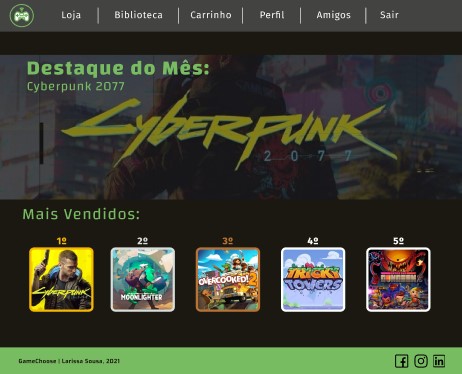 Loja
Biblioteca
Carrinho
Perfil
Amigos
Sair
Destaque do Mês:
Cyberpunk 2077
CYBERPUNK
2077
Mais Vendidos:
1º
2º
3º
4º
5º
CYBERPUNK
MOONLIGHTER
OVERCOOKED! 2
TRICKY
TOWERS
GUNGEON
GameChoose | Larissa Sousa, 2021